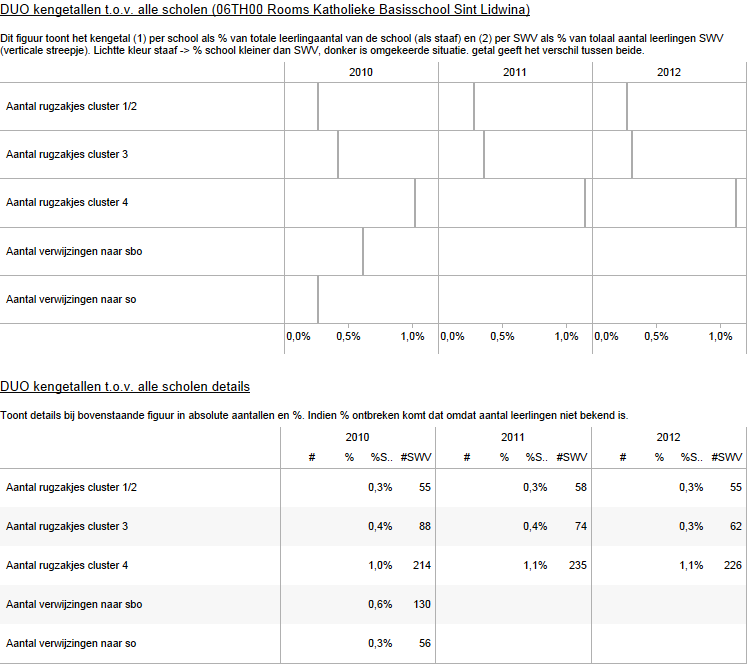 DUO kengetallen t.o.v. alle scholen (06TH00 Rooms Katholieke Basisschool Sint Lidwina)
Dit figuur toont het kengetal (1) per school als % van totale leerlingaantal van de school (als staaf) en (2) per SWV als % van tolaal aantal leerlingen SWV
(verticale streepje). Lichtte kleur staaf -> % school kleiner dan SWV, donker is omgekeerde situatie. getal geeft het verschil tussen beide.
2010 2011 2012
Aantal rugzakjes cluster 1/2
Aantal rugzakjes cluster 3
Aantal rugzakjes cluster 4
Aantal verwijzingen naar sbo
Aantal verwijzingen naar so
0,0% 0,5% 1,0% 0,0% 0,5% 1,0% 0,0% 0,5% 1,0%
DUO kengetallen t.o.v. alle scholen details
Toont details bij bovenstaande figuur in absolute aantallen en %. Indien % ontbreken komt dat omdat aantal leerlingen niet bekend is.
2010 2011 2012
# % %S.. #SWV # % %S.. #SWV # % %S.. #SWV
Aantal rugzakjes cluster 1/2 0,3% 55 0,3% 58 0,3% 55
Aantal rugzakjes cluster 3 0,4% 88 0,4% 74 0,3% 62
Aantal rugzakjes cluster 4 1,0% 214 1,1% 235 1,1% 226
Aantal verwijzingen naar sbo 0,6% 130
Aantal verwijzingen naar so 0,3% 56